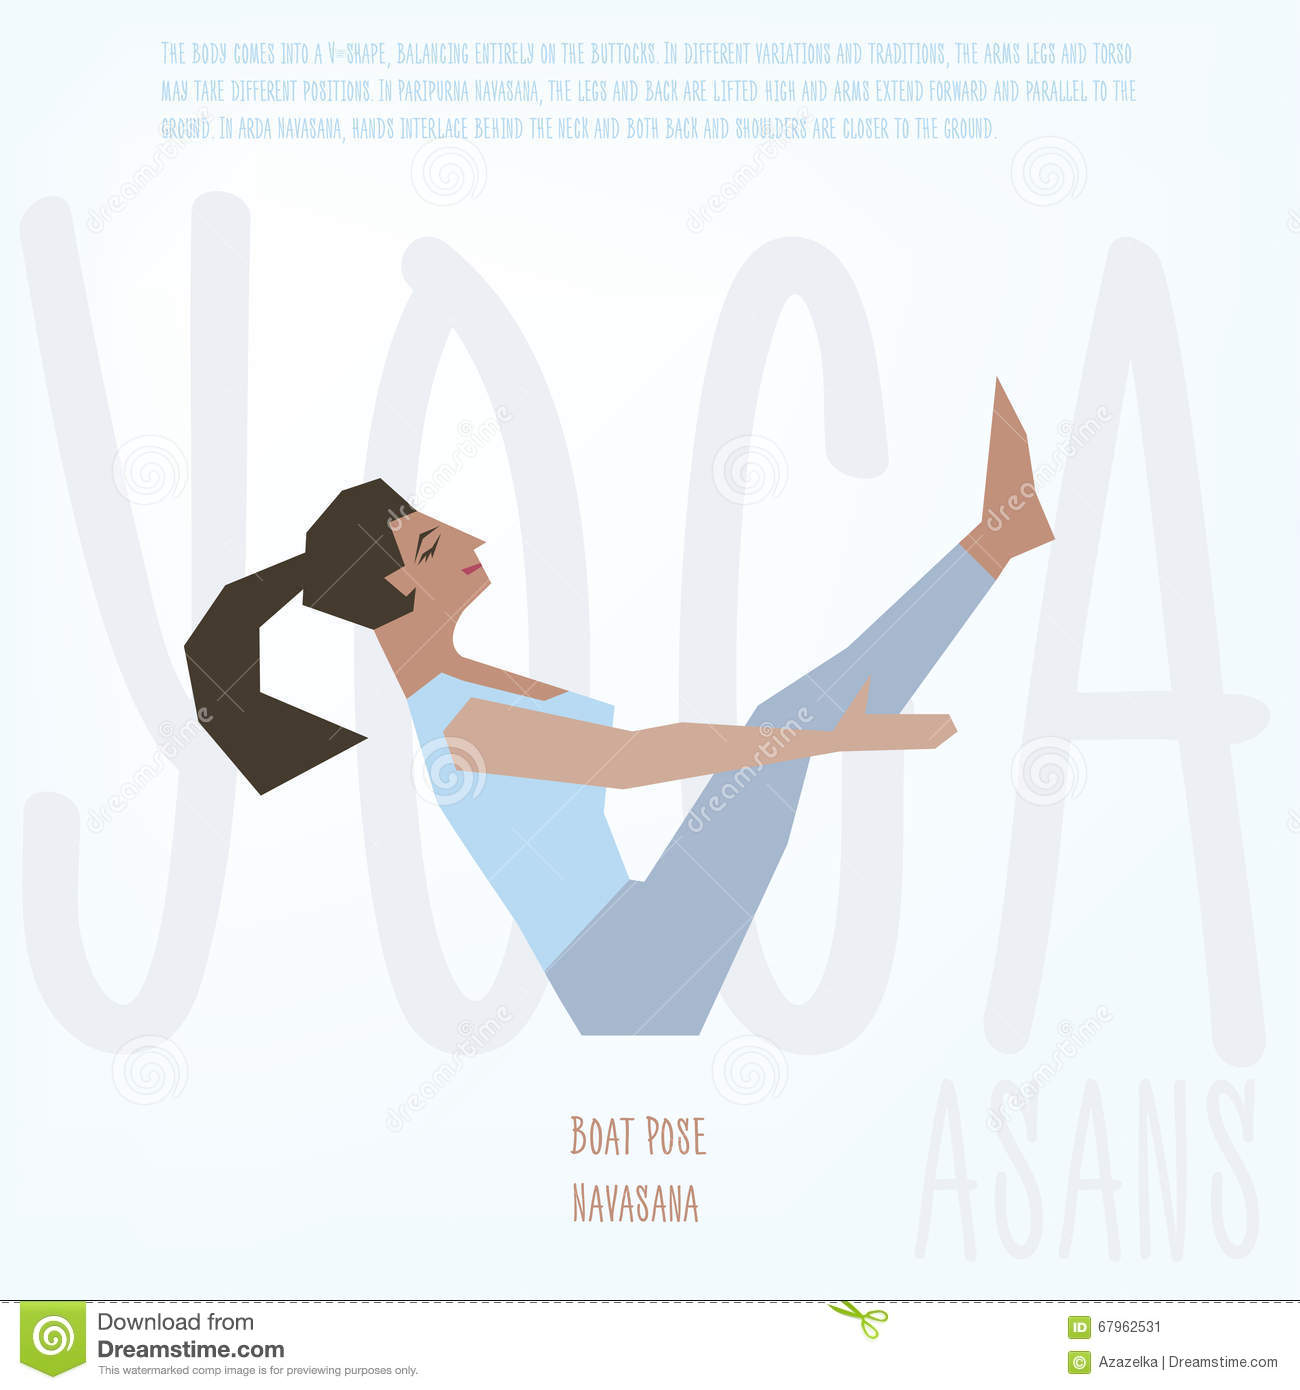 The body comes into a V-shape, balancing entirely on the buttocks. In different variations and traditions, the arms legs and torso
may take different positions. In Paripurna Navasana, the legs and back are lifted high and arms extend forward and parallel to the
ground. In Arda Navasana, hands interlace behind the neck and both back and shoulders are closer to the ground.
YOGA
ASANS
Boat Pose
Navasana
Download from
Dreamstime.com
This watermarked comp image is for previewing purposes only.
ID 67962531
© Azazelka | Dreamstime.com